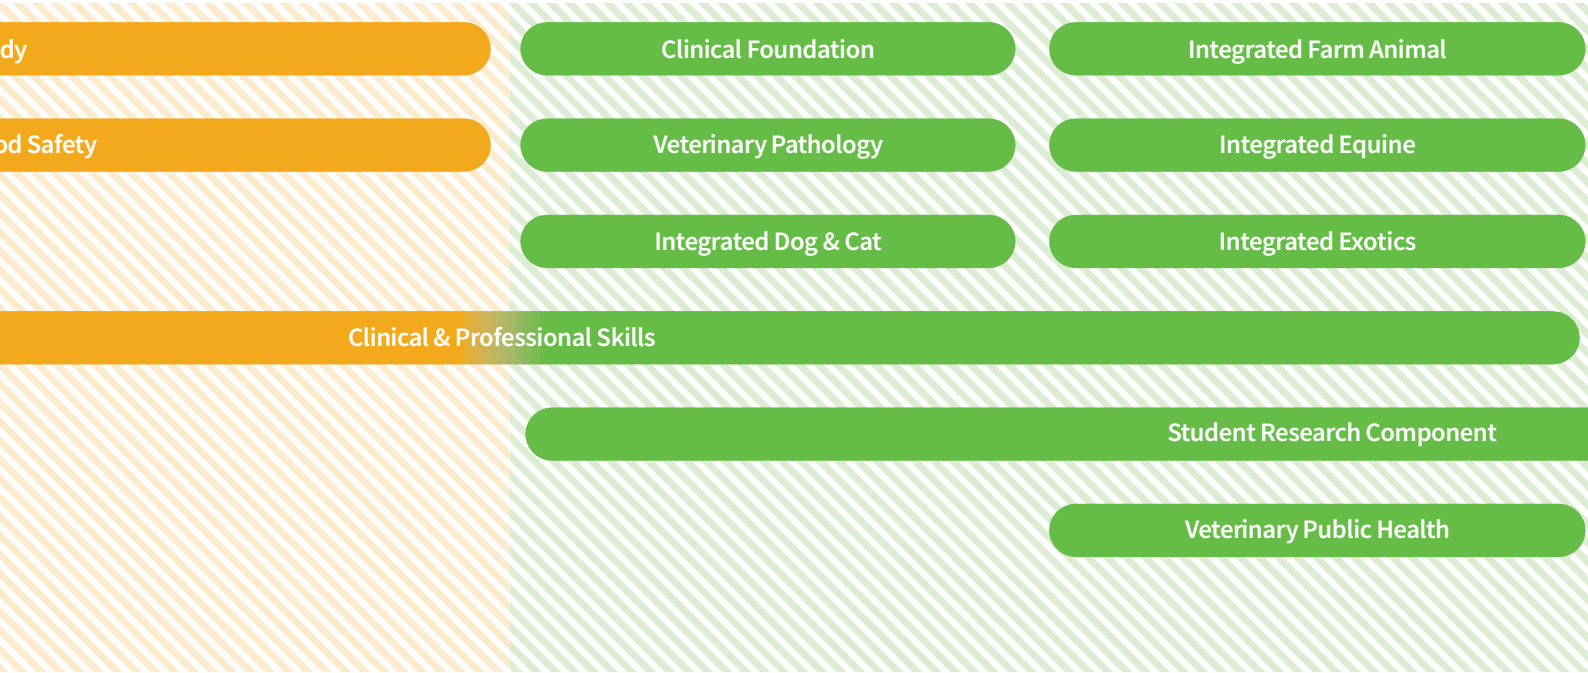 dy
Clinical Foundation
Integrated Farm Animal
od Safety
Veterinary Pathology
Integrated Equine
Integrated Dog & Cat
Integrated Exotics
Clinical & Professional Skills
Student Research Component
Veterinary Public Health